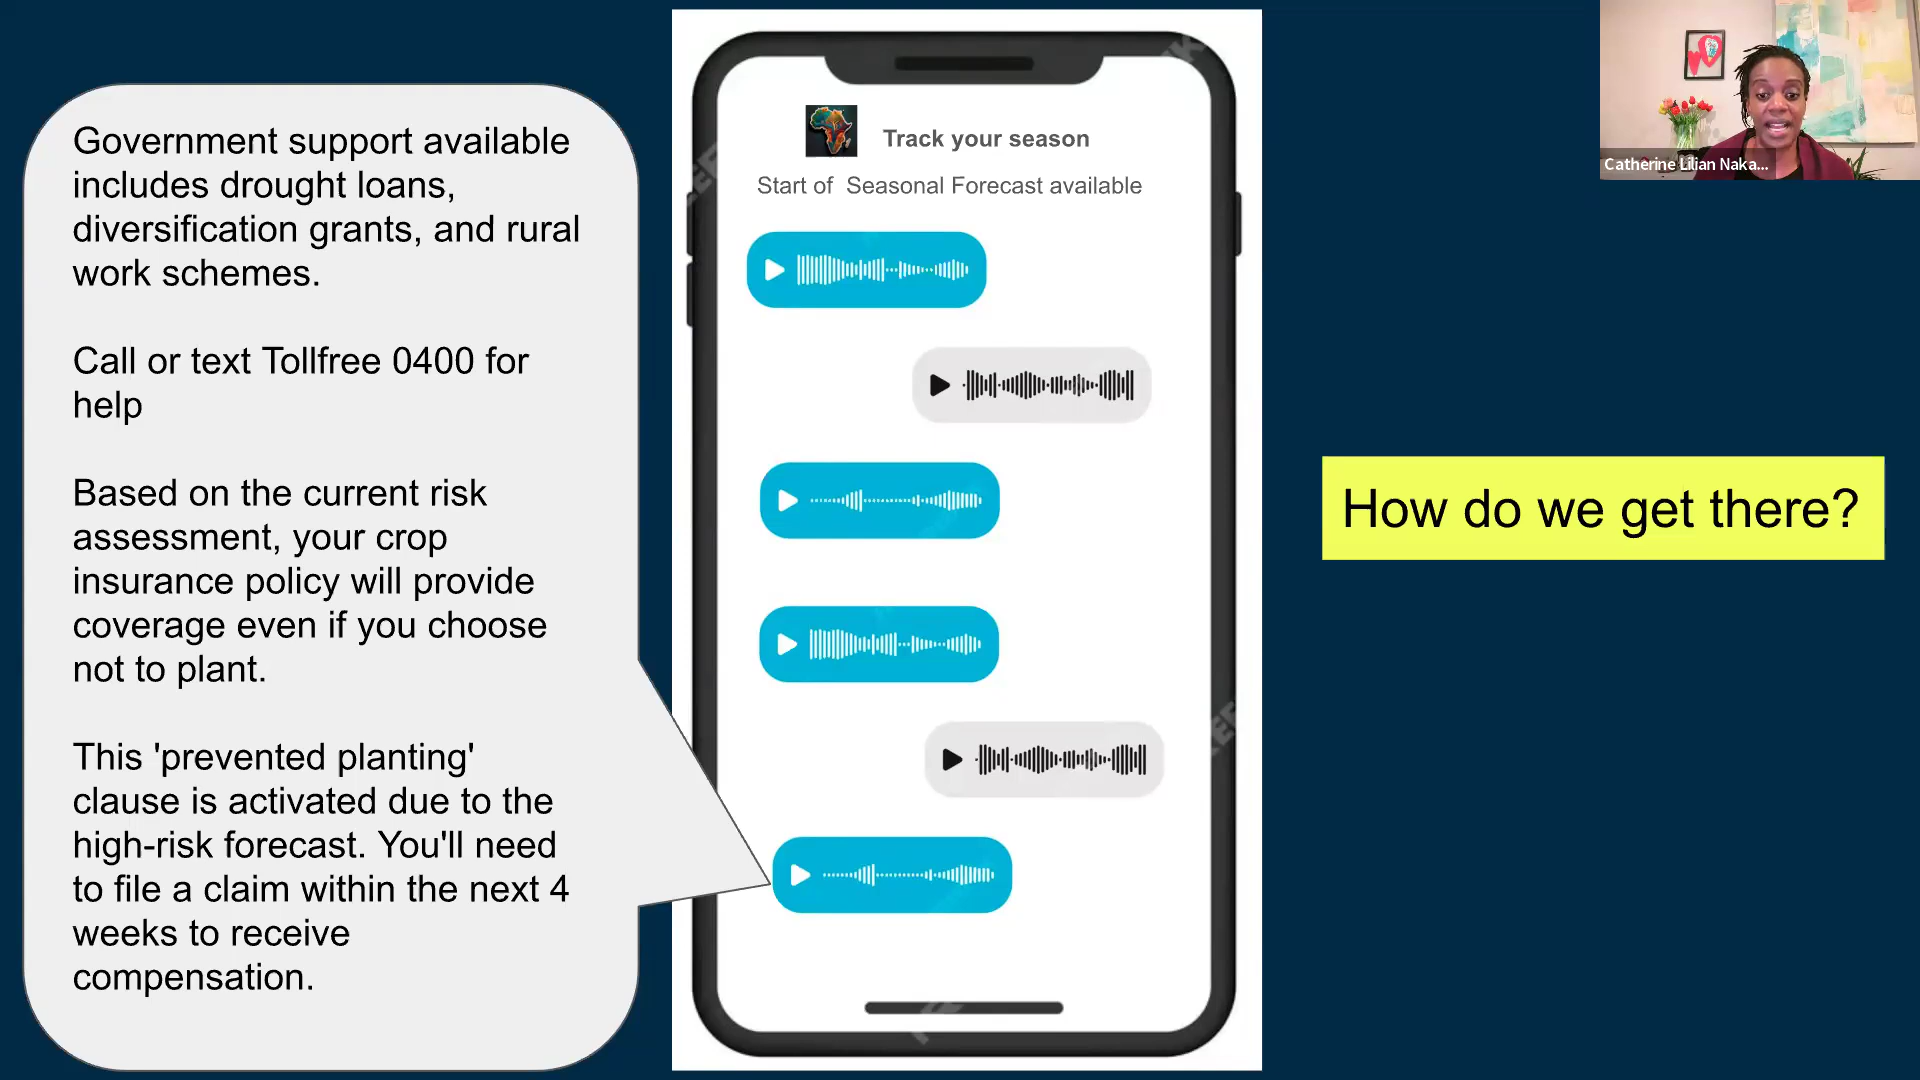 Government support available
includes drought loans,
diversification grants, and rural
work schemes.
Call or text Tollfree 0400 for
help
Based on the current risk
assessment, your crop
insurance policy will provide
coverage even if you choose
not to plant.
This 'prevented planting'
clause is activated due to the
high-risk forecast. You'll need
to file a claim within the next 4
weeks to receive
compensation.
Track your season
Start of Seasonal Forecast available
How do we get there?
Catherine Lilian Naka...